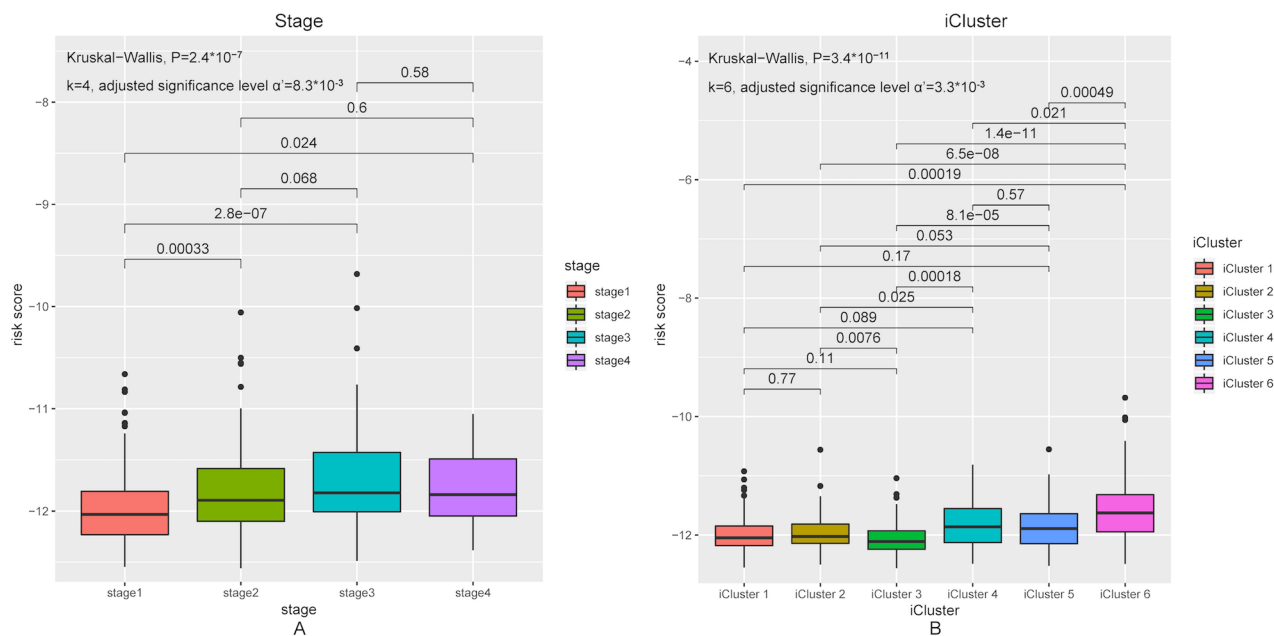 Stage
Kruskal−Wallis, P=2.4*10⁻⁷
k=4, adjusted significance level α'=8.3*10⁻³
0.58
0.6
0.024
0.068
2.8e−07
0.00033
−8
−9
−10
−11
−12
risk score
stage1
stage2
stage3
stage4
stage
A
stage
stage1
stage2
stage3
stage4
iCluster
Kruskal−Wallis, P=3.4*10⁻¹¹
k=6, adjusted significance level α'=3.3*10⁻³
0.00049
0.021
1.4e−11
6.5e−08
0.00019
0.57
8.1e−05
0.053
0.17
0.00018
0.025
0.089
0.0076
0.11
0.77
−4
−6
−8
−10
−12
risk score
iCluster 1
iCluster 2
iCluster 3
iCluster 4
iCluster 5
iCluster 6
iCluster
B
iCluster
iCluster 1
iCluster 2
iCluster 3
iCluster 4
iCluster 5
iCluster 6